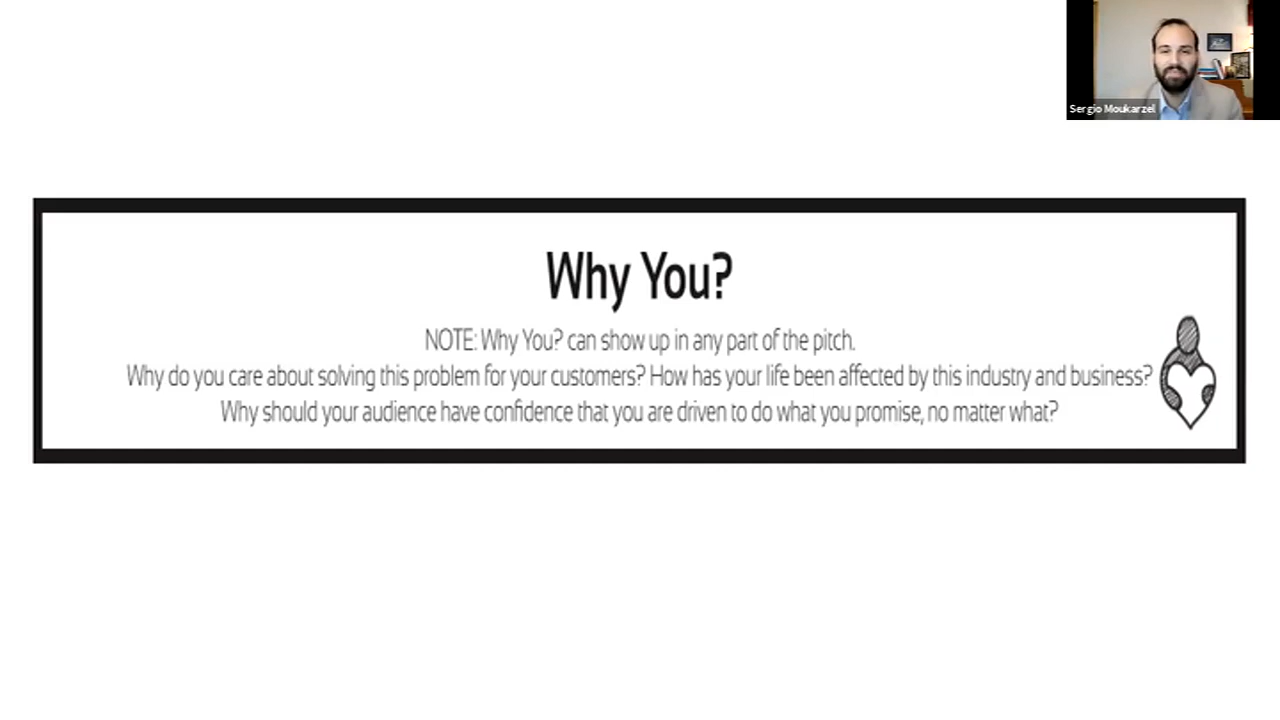 Sergio Moukarzel
Why You?
NOTE: Why You? can show up in any part of the pitch.
Why do you care about solving this problem for your customers? How has your life been affected by this industry and business?
Why should your audience have confidence that you are driven to do what you promise, no matter what?